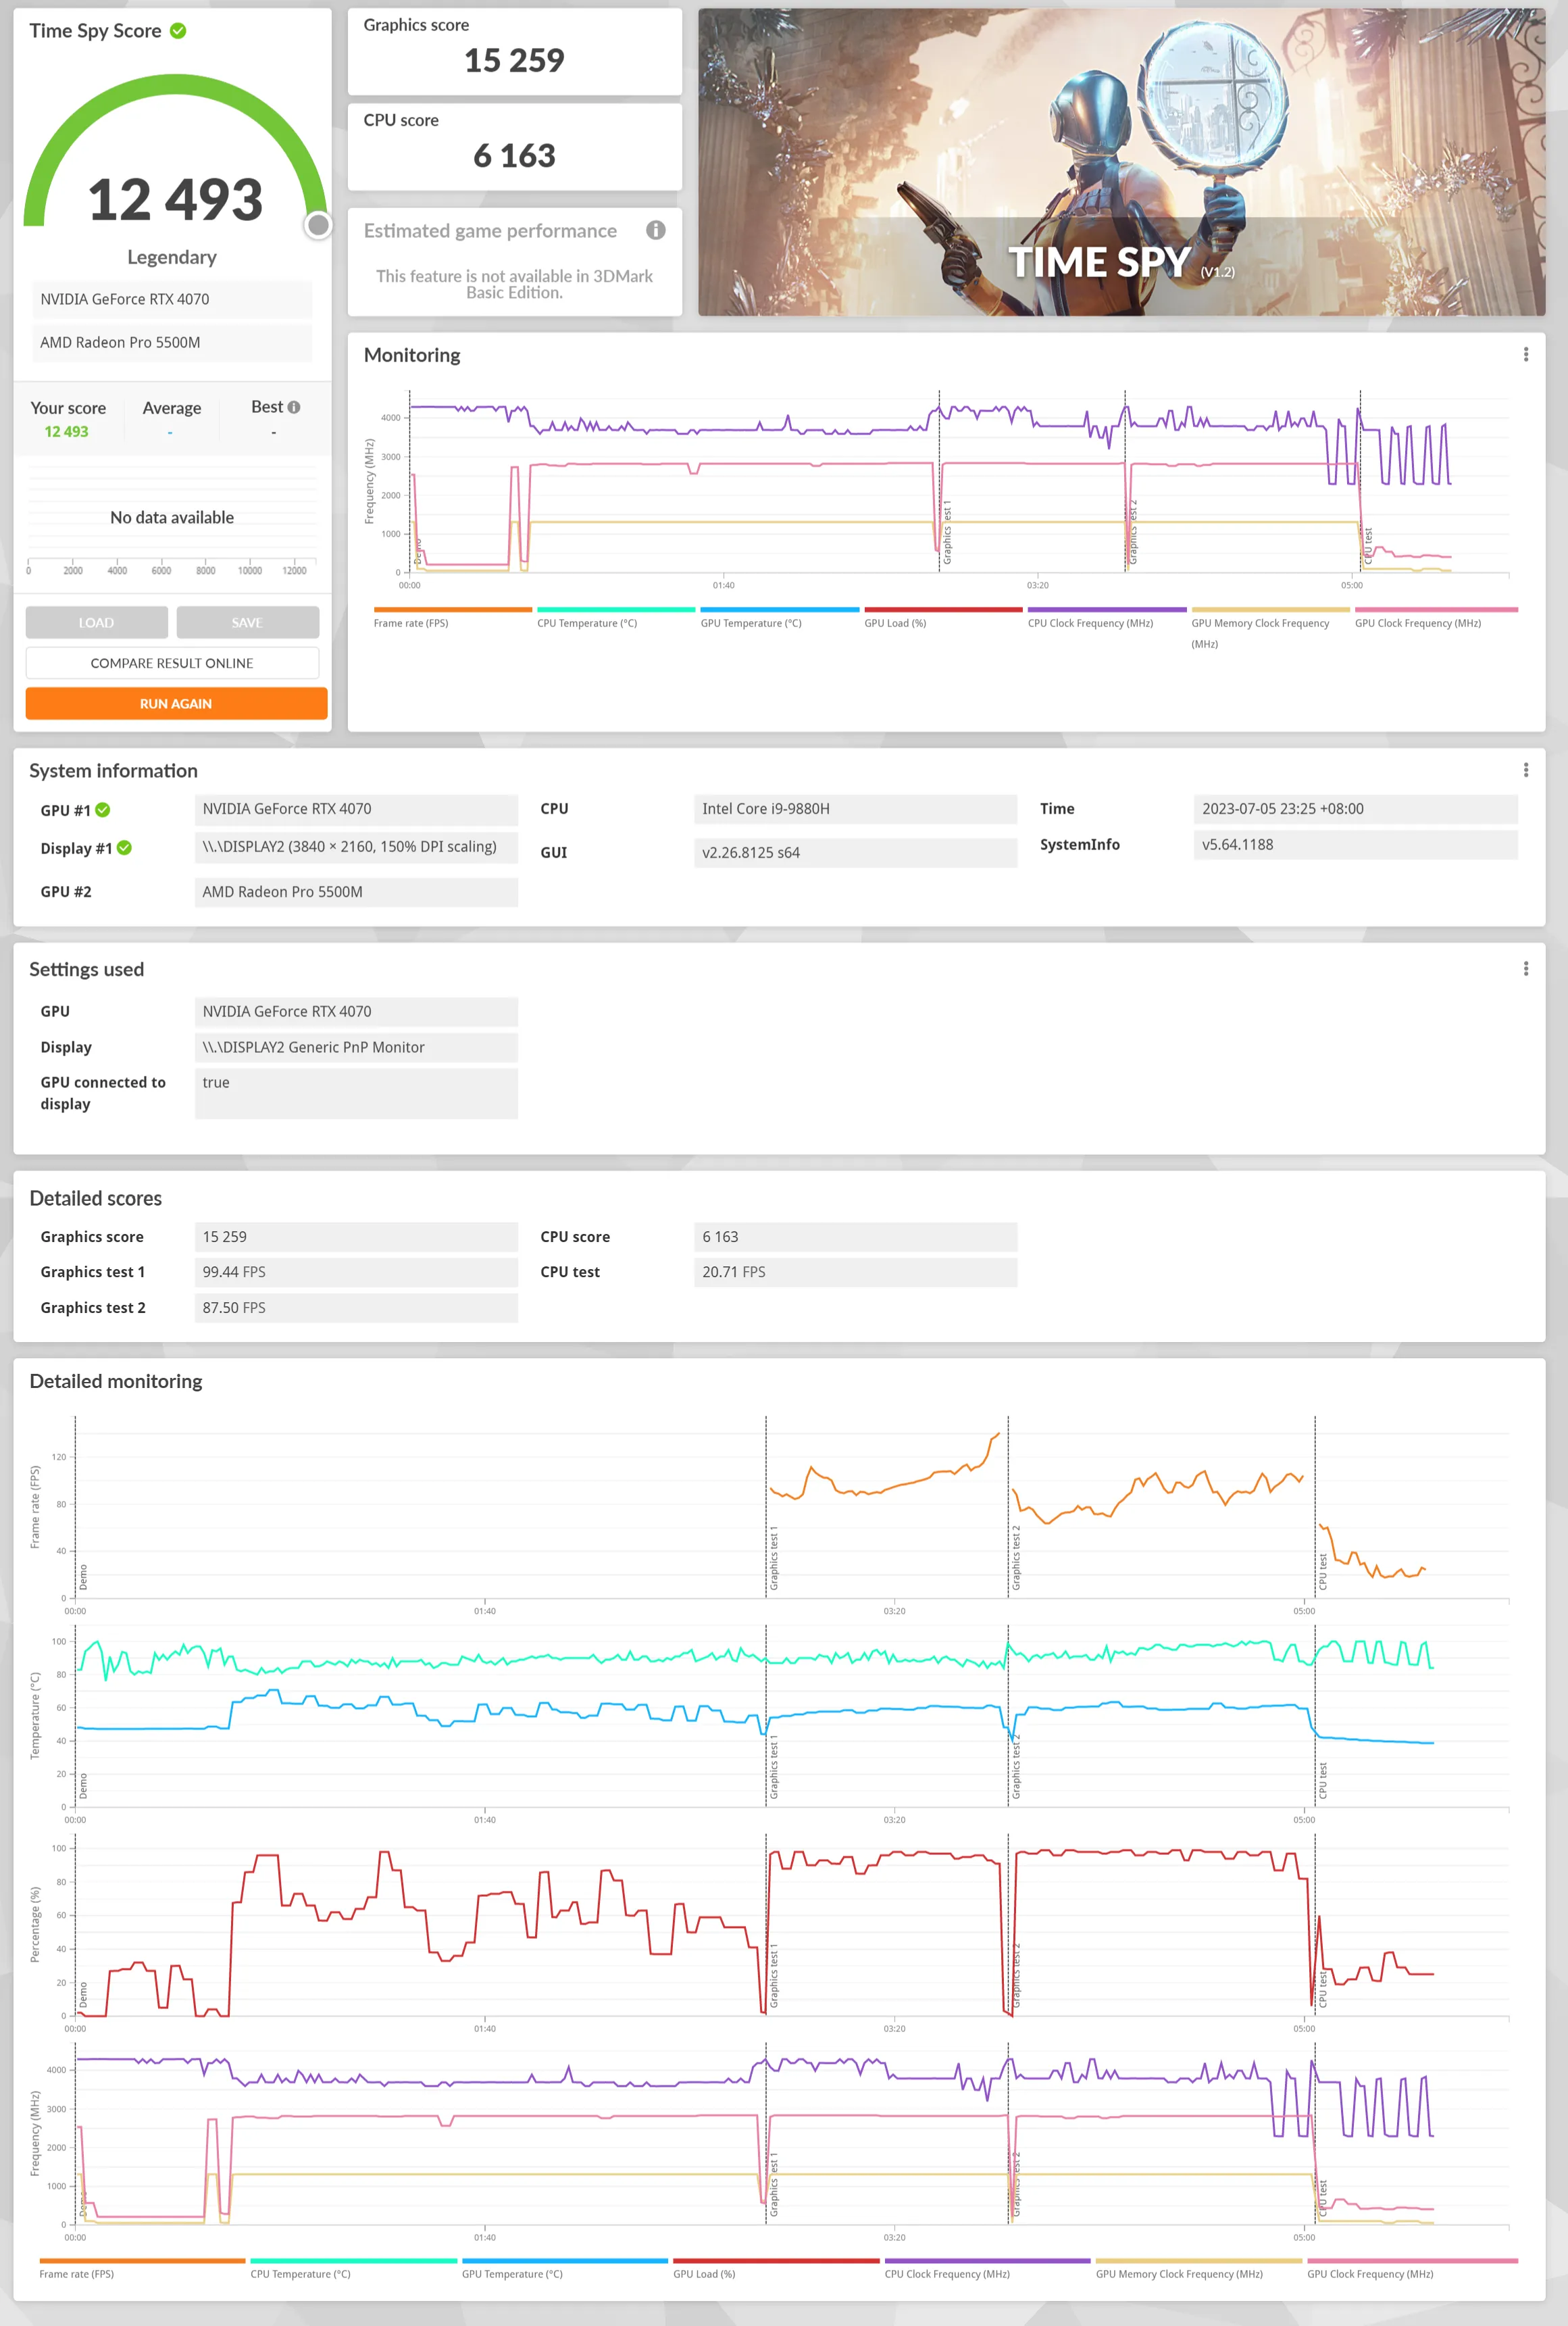 Time Spy Score
12 493
Legendary
NVIDIA GeForce RTX 4070
AMD Radeon Pro 5500M
Your score
Average
Best
12 493
-
-
No data available
0 2000 4000 6000 8000 10000 12000
LOAD
SAVE
COMPARE RESULT ONLINE
RUN AGAIN
Graphics score
15 259
CPU score
6 163
Estimated game performance
This feature is not available in 3DMark
Basic Edition.
TIME SPY (V1.2)
Monitoring
Frequency (MHz)
4000
3000
2000
1000
0
Demo
Graphics test 1
Graphics test 2
CPU test
00:00 01:40 03:20 05:00
Frame rate (FPS)
CPU Temperature (°C)
GPU Temperature (°C)
GPU Load (%)
CPU Clock Frequency (MHz)
GPU Memory Clock Frequency
(MHz)
GPU Clock Frequency (MHz)
System information
GPU #1
NVIDIA GeForce RTX 4070
Display #1
\\.\DISPLAY2 (3840 × 2160, 150% DPI scaling)
GPU #2
AMD Radeon Pro 5500M
CPU
Intel Core i9-9880H
GUI
v2.26.8125 s64
Time
2023-07-05 23:25 +08:00
SystemInfo
v5.64.1188
Settings used
GPU
NVIDIA GeForce RTX 4070
Display
\\.\DISPLAY2 Generic PnP Monitor
GPU connected to
display
true
Detailed scores
Graphics score
15 259
Graphics test 1
99.44 FPS
Graphics test 2
87.50 FPS
CPU score
6 163
CPU test
20.71 FPS
Detailed monitoring
Frame rate (FPS)
120
80
40
0
Demo
Graphics test 1
Graphics test 2
CPU test
00:00 01:40 03:20 05:00
Temperature (°C)
100
80
60
40
20
0
Demo
Graphics test 1
Graphics test 2
CPU test
00:00 01:40 03:20 05:00
Percentage (%)
100
80
60
40
20
0
Demo
Graphics test 1
Graphics test 2
CPU test
00:00 01:40 03:20 05:00
Frequency (MHz)
4000
3000
2000
1000
0
Demo
Graphics test 1
Graphics test 2
CPU test
00:00 01:40 03:20 05:00
Frame rate (FPS)
CPU Temperature (°C)
GPU Temperature (°C)
GPU Load (%)
CPU Clock Frequency (MHz)
GPU Memory Clock Frequency (MHz)
GPU Clock Frequency (MHz)